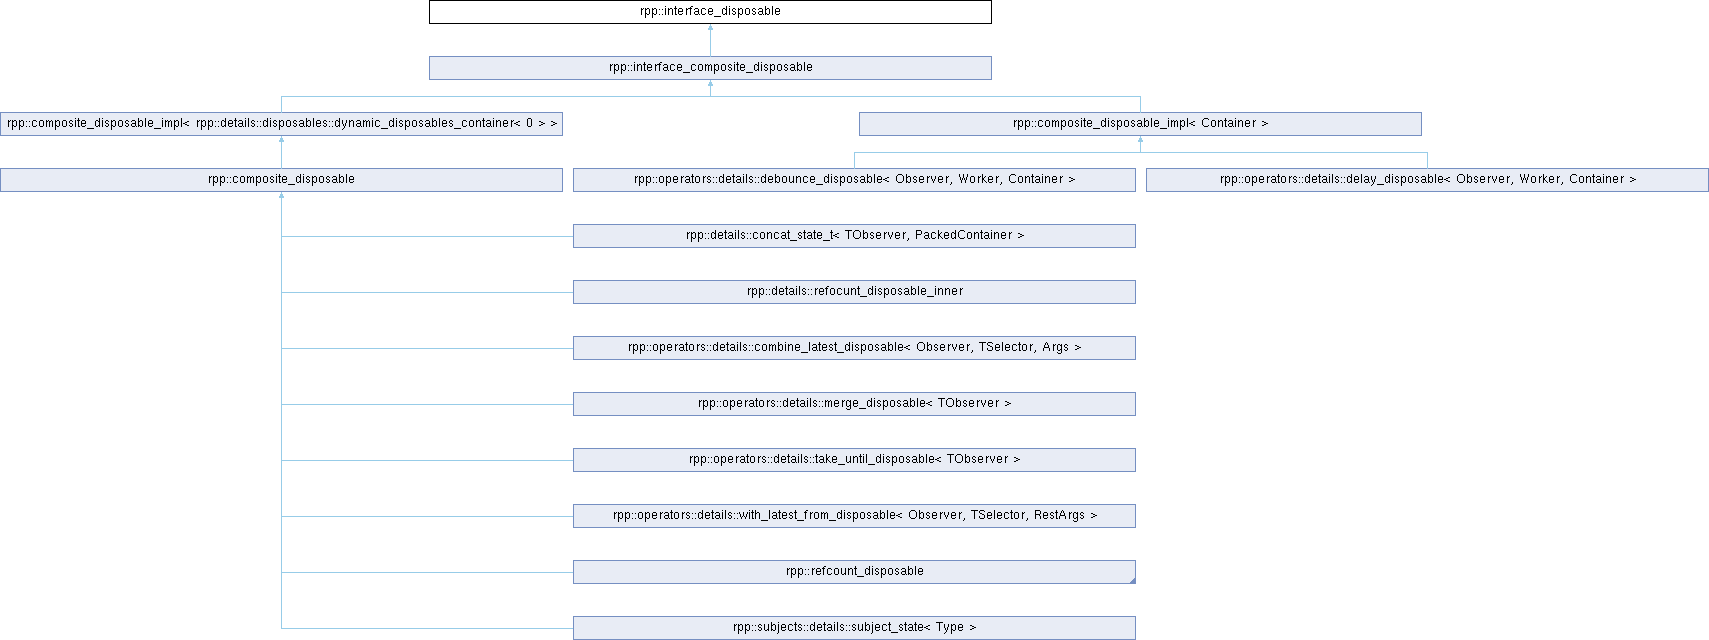 rpp::interface_disposable
rpp::interface_composite_disposable
rpp::composite_disposable_impl< rpp::details::disposables::dynamic_disposables_container< 0 > >
rpp::composite_disposable_impl< Container >
rpp::composite_disposable
rpp::operators::details::debounce_disposable< Observer, Worker, Container >
rpp::operators::details::delay_disposable< Observer, Worker, Container >
rpp::details::concat_state_t< TObserver, PackedContainer >
rpp::details::refocunt_disposable_inner
rpp::operators::details::combine_latest_disposable< Observer, TSelector, Args >
rpp::operators::details::merge_disposable< TObserver >
rpp::operators::details::take_until_disposable< TObserver >
rpp::operators::details::with_latest_from_disposable< Observer, TSelector, RestArgs >
rpp::refcount_disposable
rpp::subjects::details::subject_state< Type >